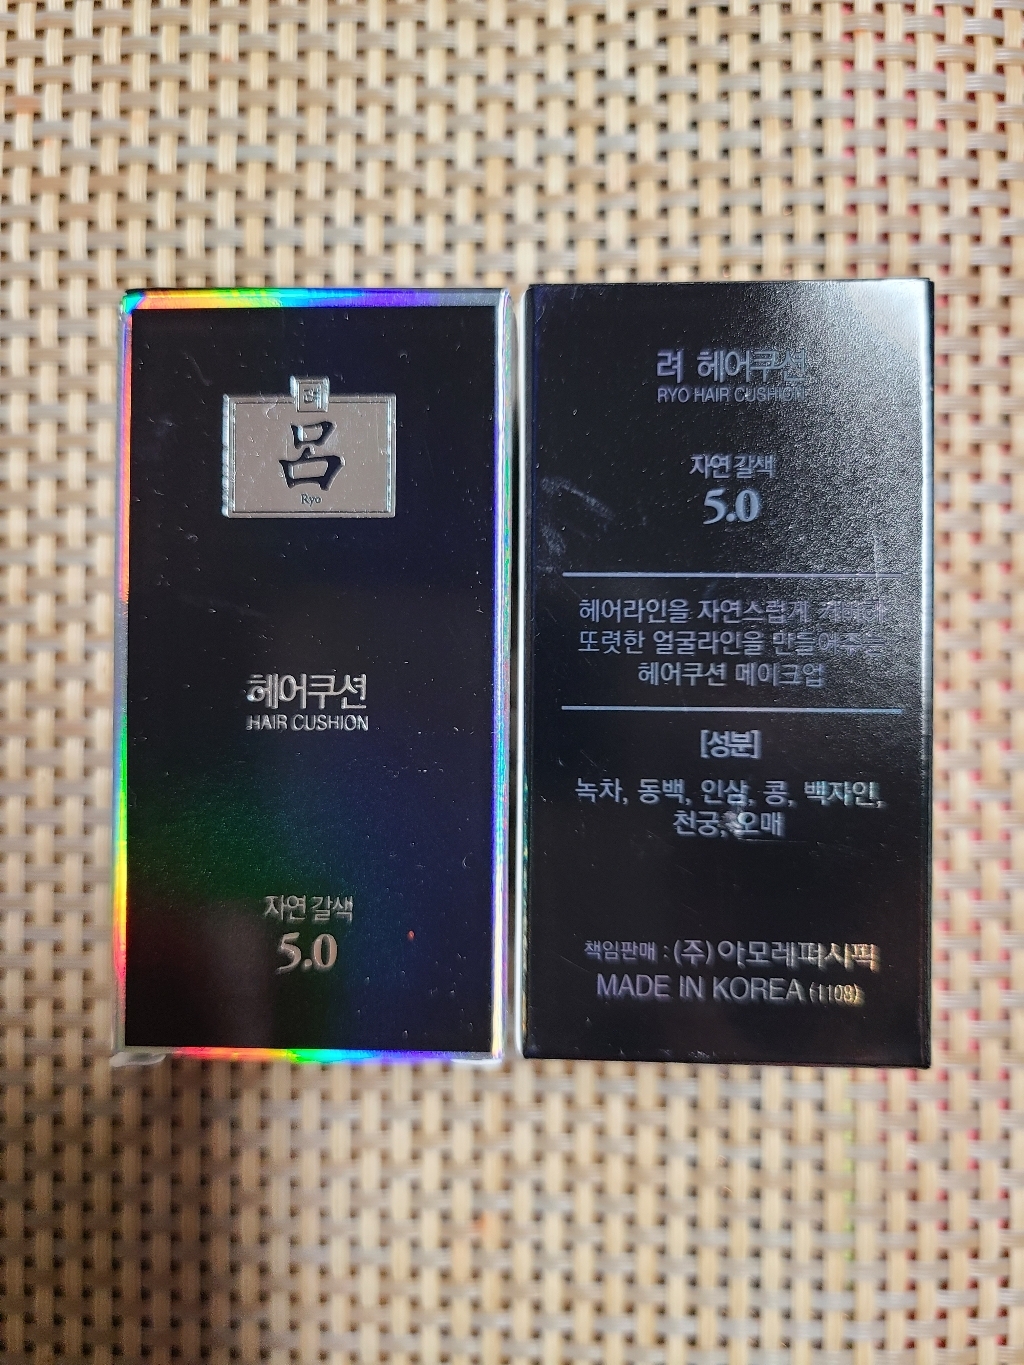 려
呂
Ryo
헤어쿠션
HAIR CUSHION
자연 갈색
5.0
려 헤어쿠션
RYO HAIR CUSHION
자연 갈색
5.0
헤어라인을 자연스럽게
또렷한 얼굴라인을 만들어주는
헤어쿠션 메이크업
[성분]
녹차, 동백, 인삼, 콩, 백자인,
천궁, 오매
책임판매 : (주)아모레퍼시픽
MADE IN KOREA (1108)